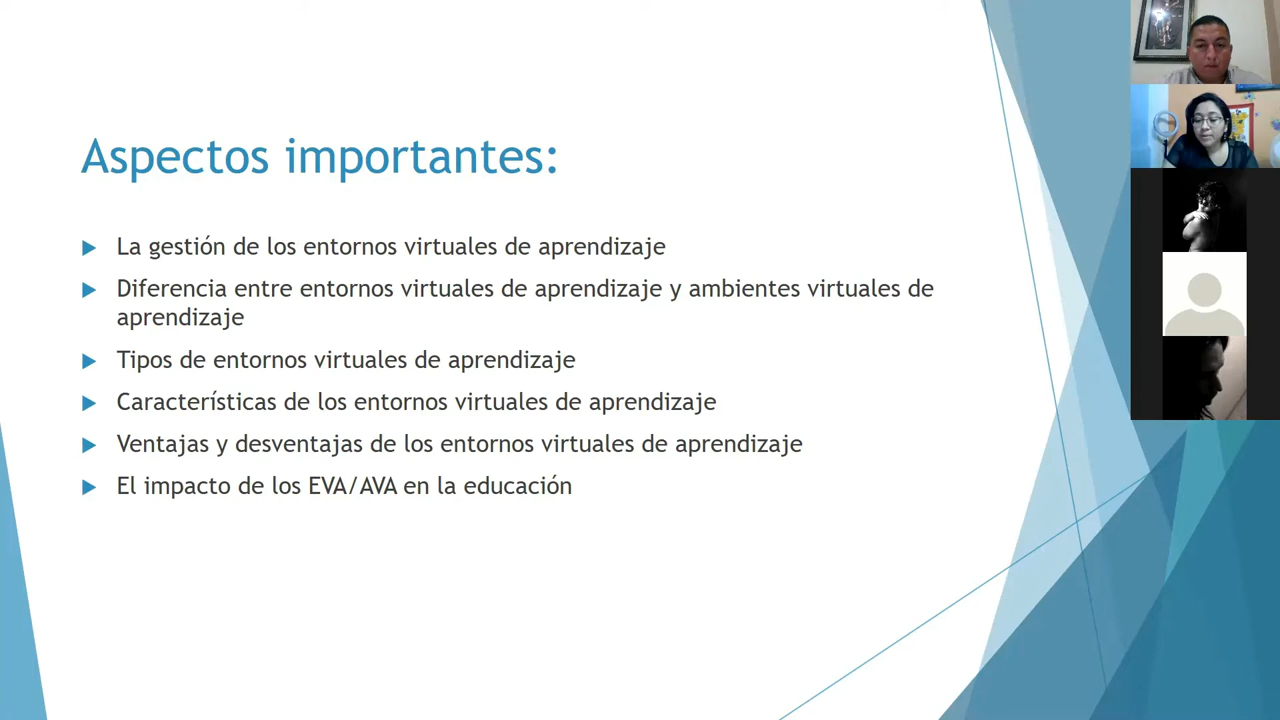 Aspectos importantes:
La gestión de los entornos virtuales de aprendizaje
Diferencia entre entornos virtuales de aprendizaje y ambientes virtuales de
aprendizaje
Tipos de entornos virtuales de aprendizaje
Características de los entornos virtuales de aprendizaje
Ventajas y desventajas de los entornos virtuales de aprendizaje
El impacto de los EVA/AVA en la educación